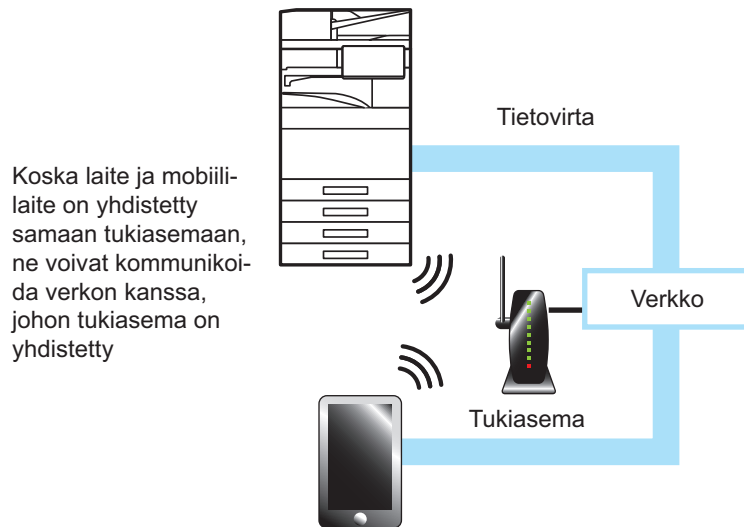 Tietovirta
Koska laite ja mobiili-
laite on yhdistetty
samaan tukiasemaan,
ne voivat kommunikoi-
da verkon kanssa,
johon tukiasema on
yhdistetty
Verkko
Tukiasema